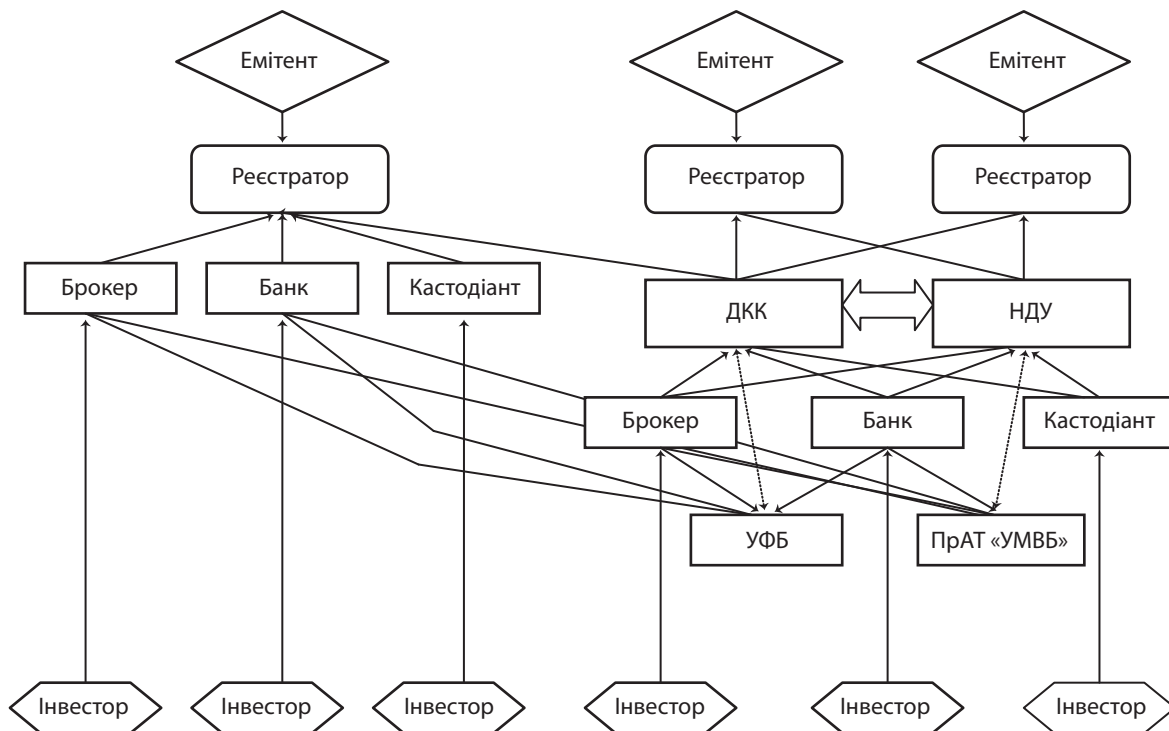 Емітент
Емітент
Емітент
Реєстратор
Реєстратор
Реєстратор
Брокер
Банк
Кастодіант
ДКК
НДУ
Брокер
Банк
Кастодіант
УФБ
ПрАТ «УМВБ»
Інвестор
Інвестор
Інвестор
Інвестор
Інвестор
Інвестор